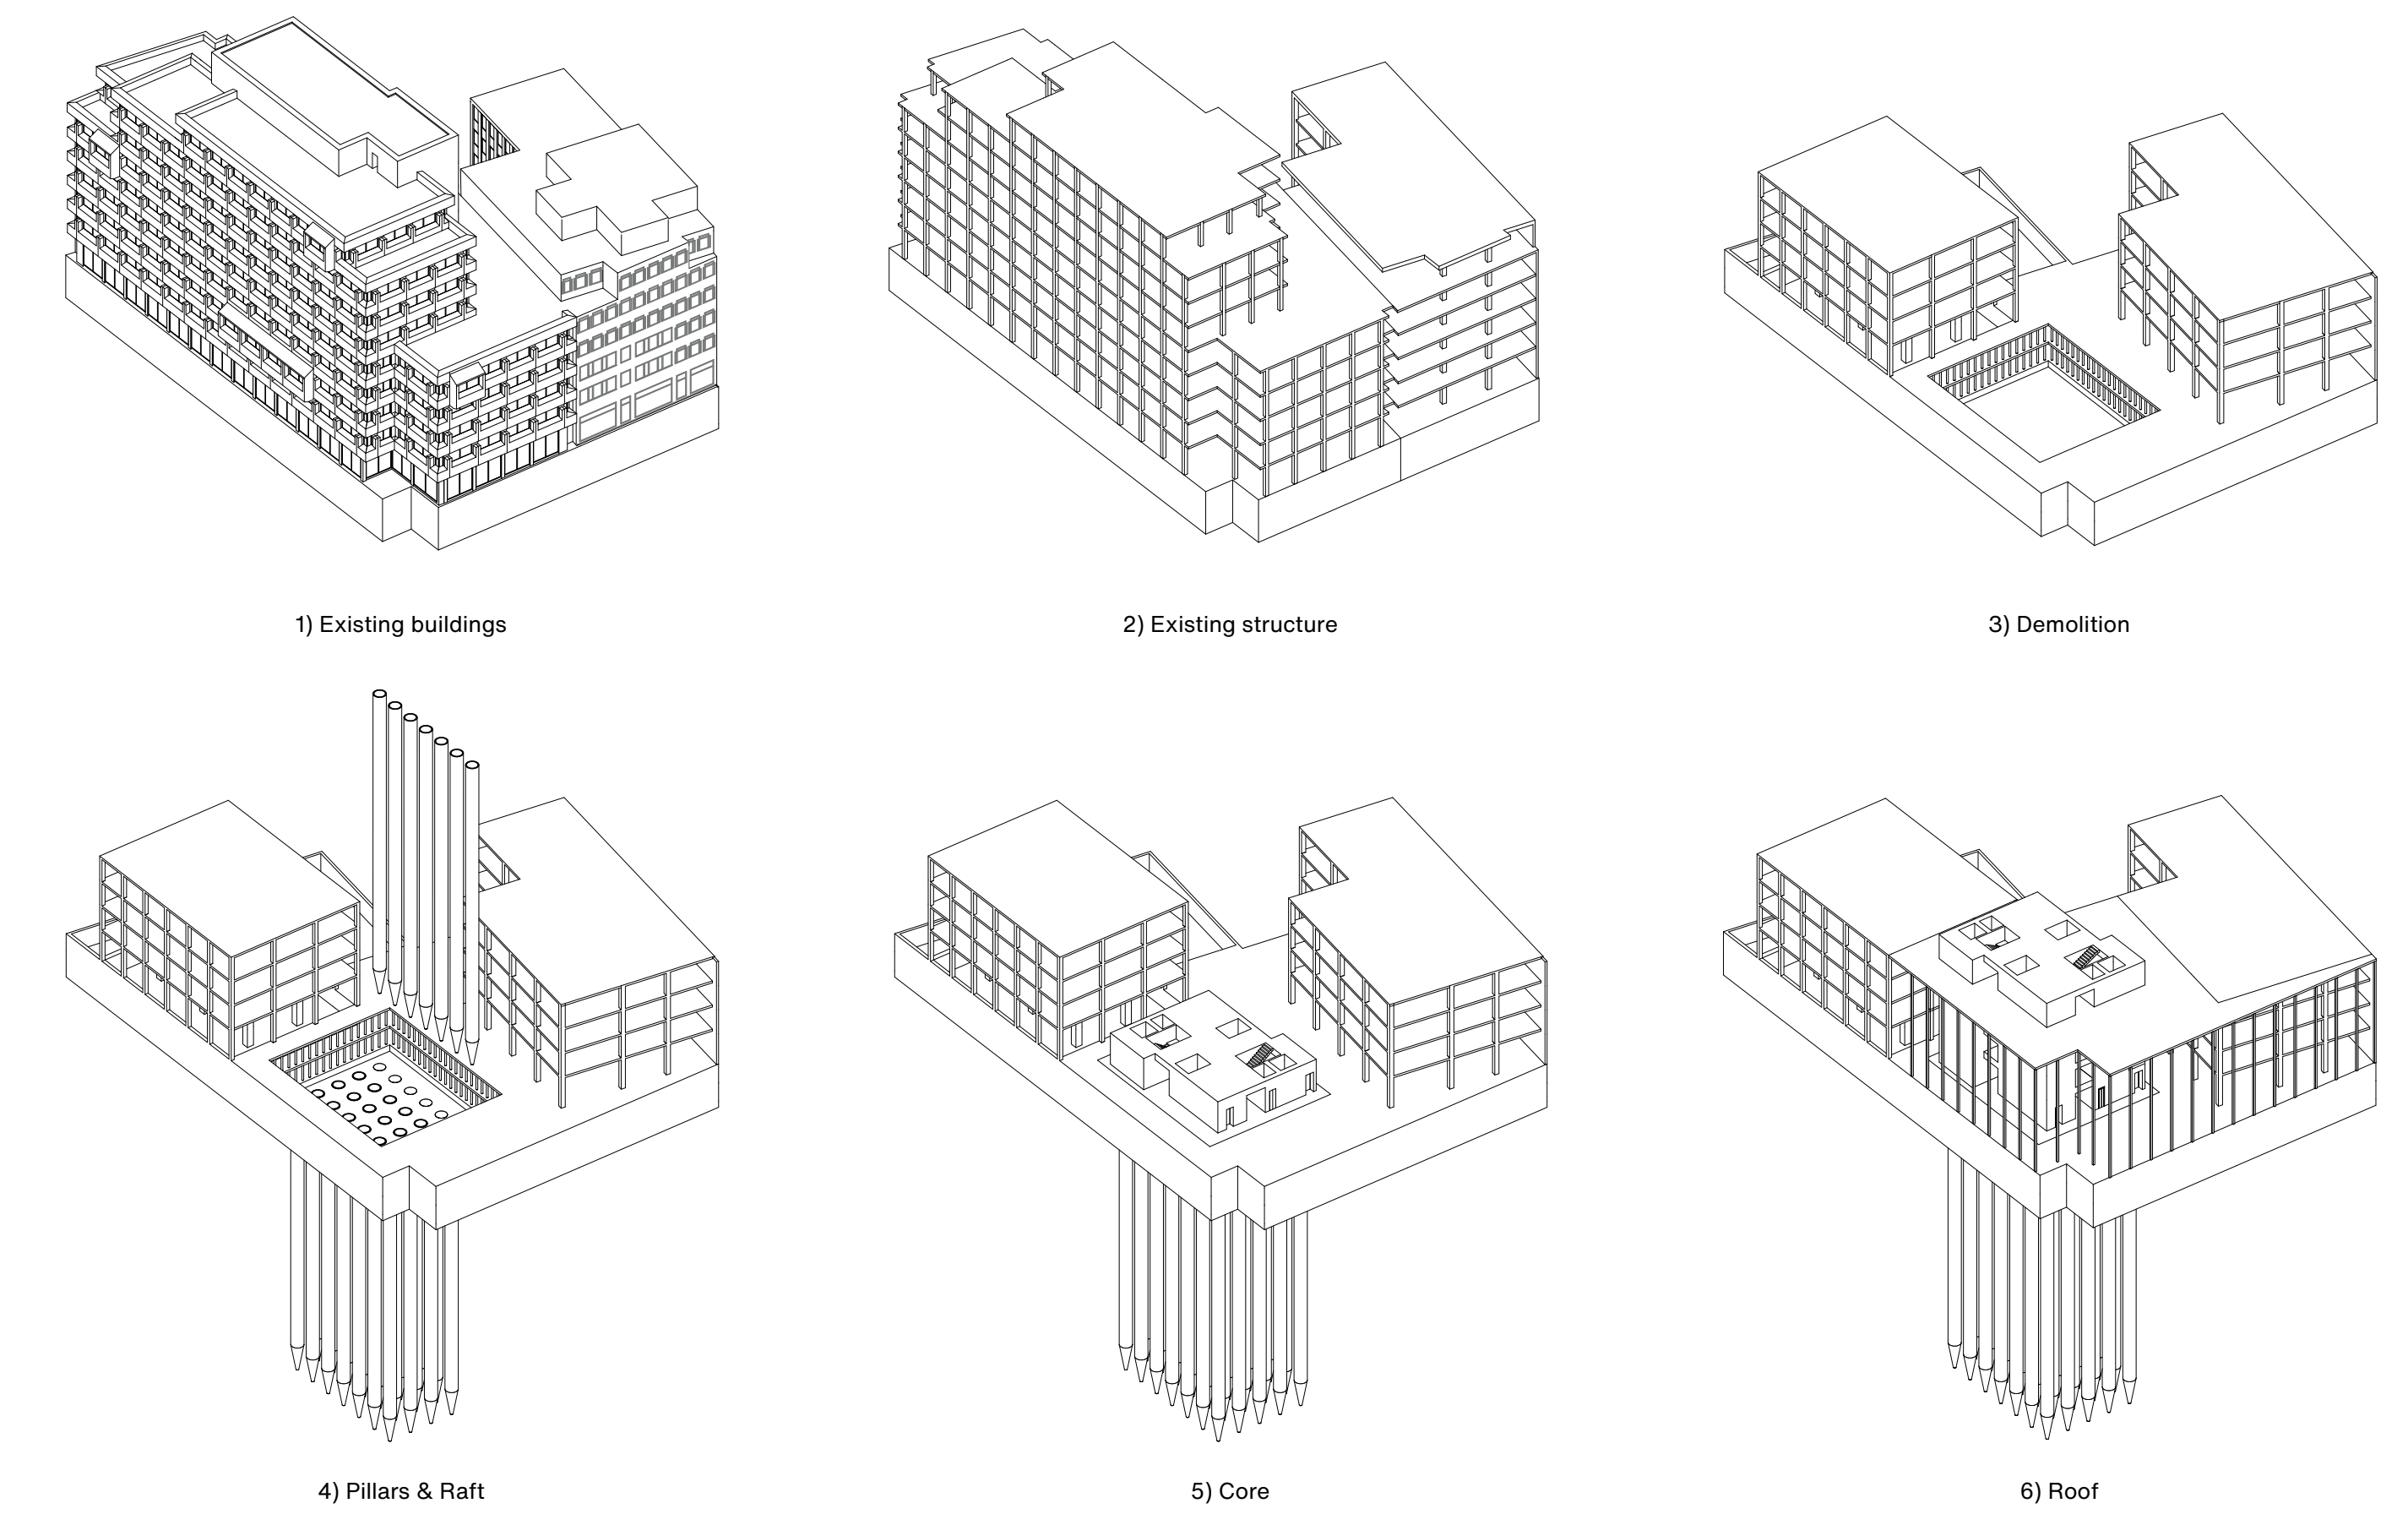 1) Existing buildings
2) Existing structure
3) Demolition
4) Pillars & Raft
5) Core
6) Roof